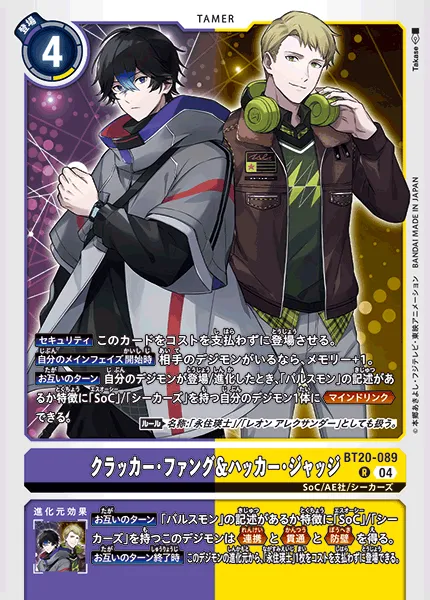 TAMER
登場
4
Takase
©本郷あきよし・フジテレビ・東映アニメーション BANDAI MADE IN JAPAN
セキュリティ このカードをコストを支払わずに登場させる。
自分のメインフェイズ開始時 相手のデジモンがいるなら、メモリー+1。
お互いのターン 自分のデジモンが登場/進化したとき、「パルスモン」の記述があ
るか特徴に「SoC」/「シーカーズ」を持つ自分のデジモン1体に マインドリンク
できる。
ルール 名称:「永住瑛士」/「レオン アレクサンダー」としても扱う。
クラッカー・ファング&ハッカー・ジャッジ
BT20-089
R 04
SoC/AE社/シーカーズ
進化元効果
お互いのターン 「パルスモン」の記述があるか特徴に「SoC」/「シー
カーズ」を持つこのデジモンは 連携 と 貫通 と 防壁 を得る。
お互いのターン終了時 このデジモンの進化元から、「永住瑛士」1枚をコストを支払わずに登場できる。